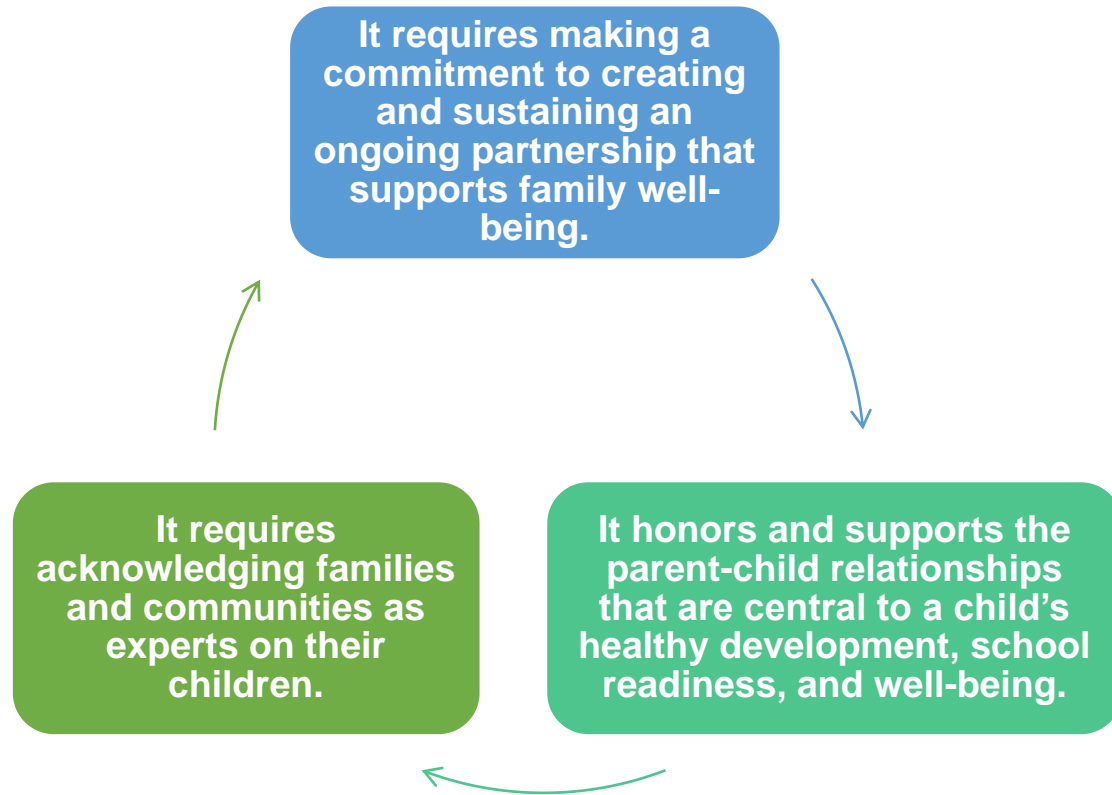 It requires making a
commitment to creating
and sustaining an
ongoing partnership that
supports family well-
being.
It honors and supports the
parent-child relationships
that are central to a child’s
healthy development, school
readiness, and well-being.
It requires
acknowledging families
and communities as
experts on their
children.